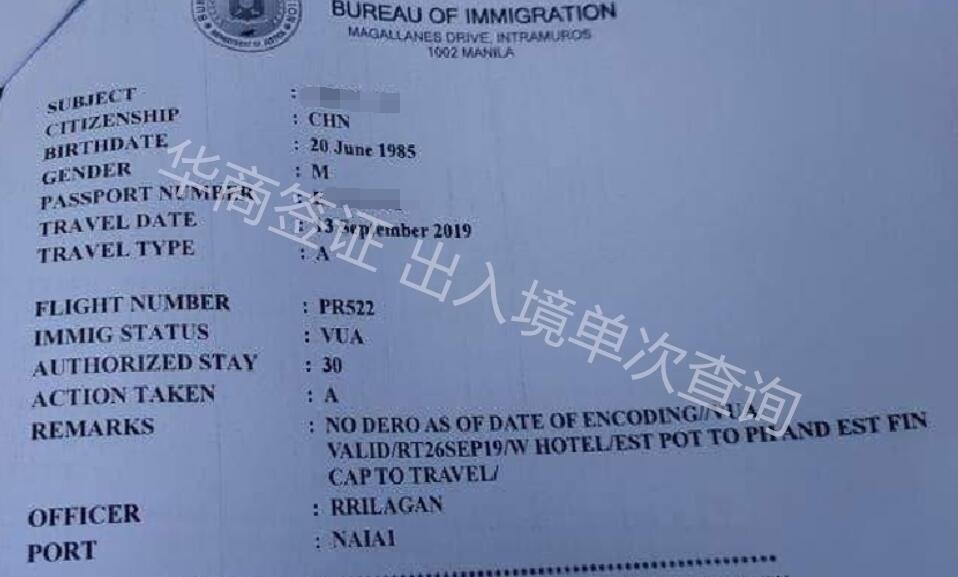 BUREAU OF IMMIGRATION
MAGALLANES DRIVE, INTRAMUROS
1002 MANILA
SUBJECT :
CITIZENSHIP : CHN
BIRTHDATE : 20 June 1985
GENDER : M
PASSPORT NUMBER :
TRAVEL DATE : 13 September 2019
TRAVEL TYPE : A
FLIGHT NUMBER : PR522
IMMIG STATUS : VUA
AUTHORIZED STAY : 30
ACTION TAKEN : A
REMARKS : NO DERO AS OF DATE OF ENCODING//VUA
VALID/RT26SEP19/W HOTEL/EST POT TO PH AND EST FIN
CAP TO TRAVEL/
OFFICER : RRILAGAN
PORT : NAIA1
华商签证 出入境单次查询